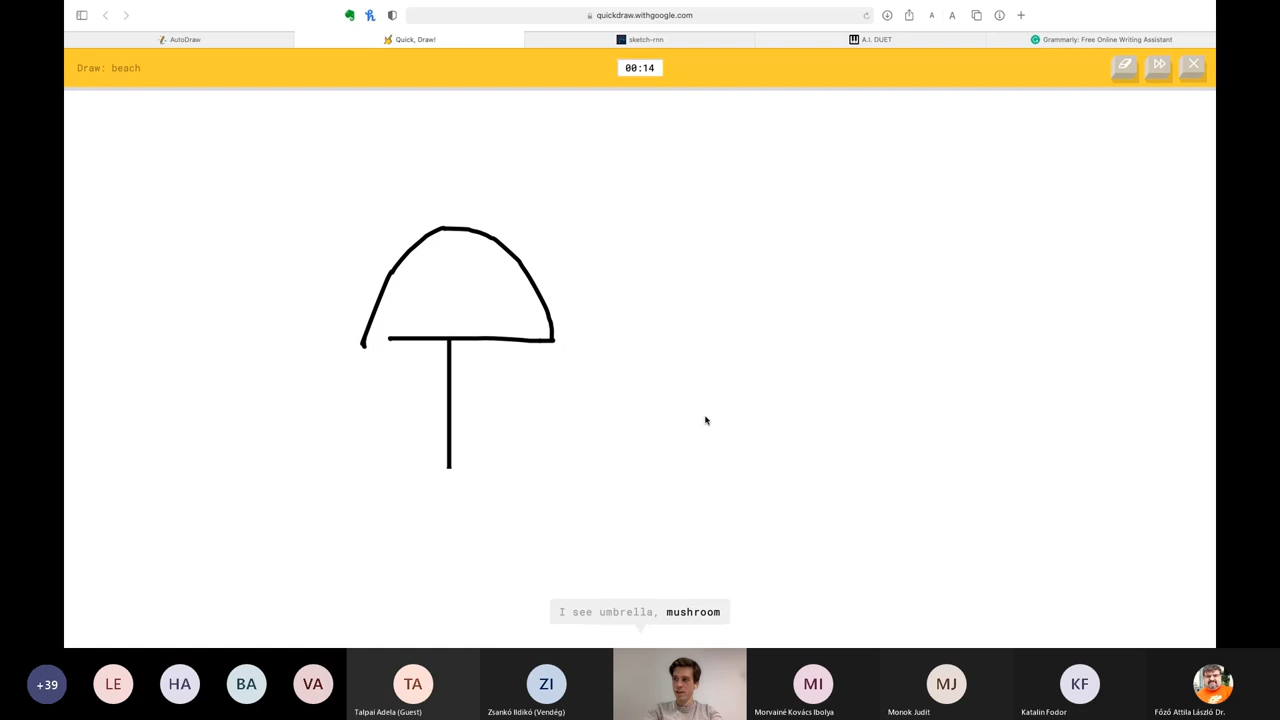 quickdraw.withgoogle.com
A A
AutoDraw
Quick, Draw!
sketch-rnn
A.I. DUET
Grammarly: Free Online Writing Assistant
Draw: beach
00:14
I see umbrella, mushroom
+39
LE
HA
BA
VA
TA
Talpai Adela (Guest)
ZI
Zsankó Ildikó (Vendég)
MI
Morvainé Kovács Ibolya
MJ
Monok Judit
KF
Katalin Fodor
Főző Attila László Dr.